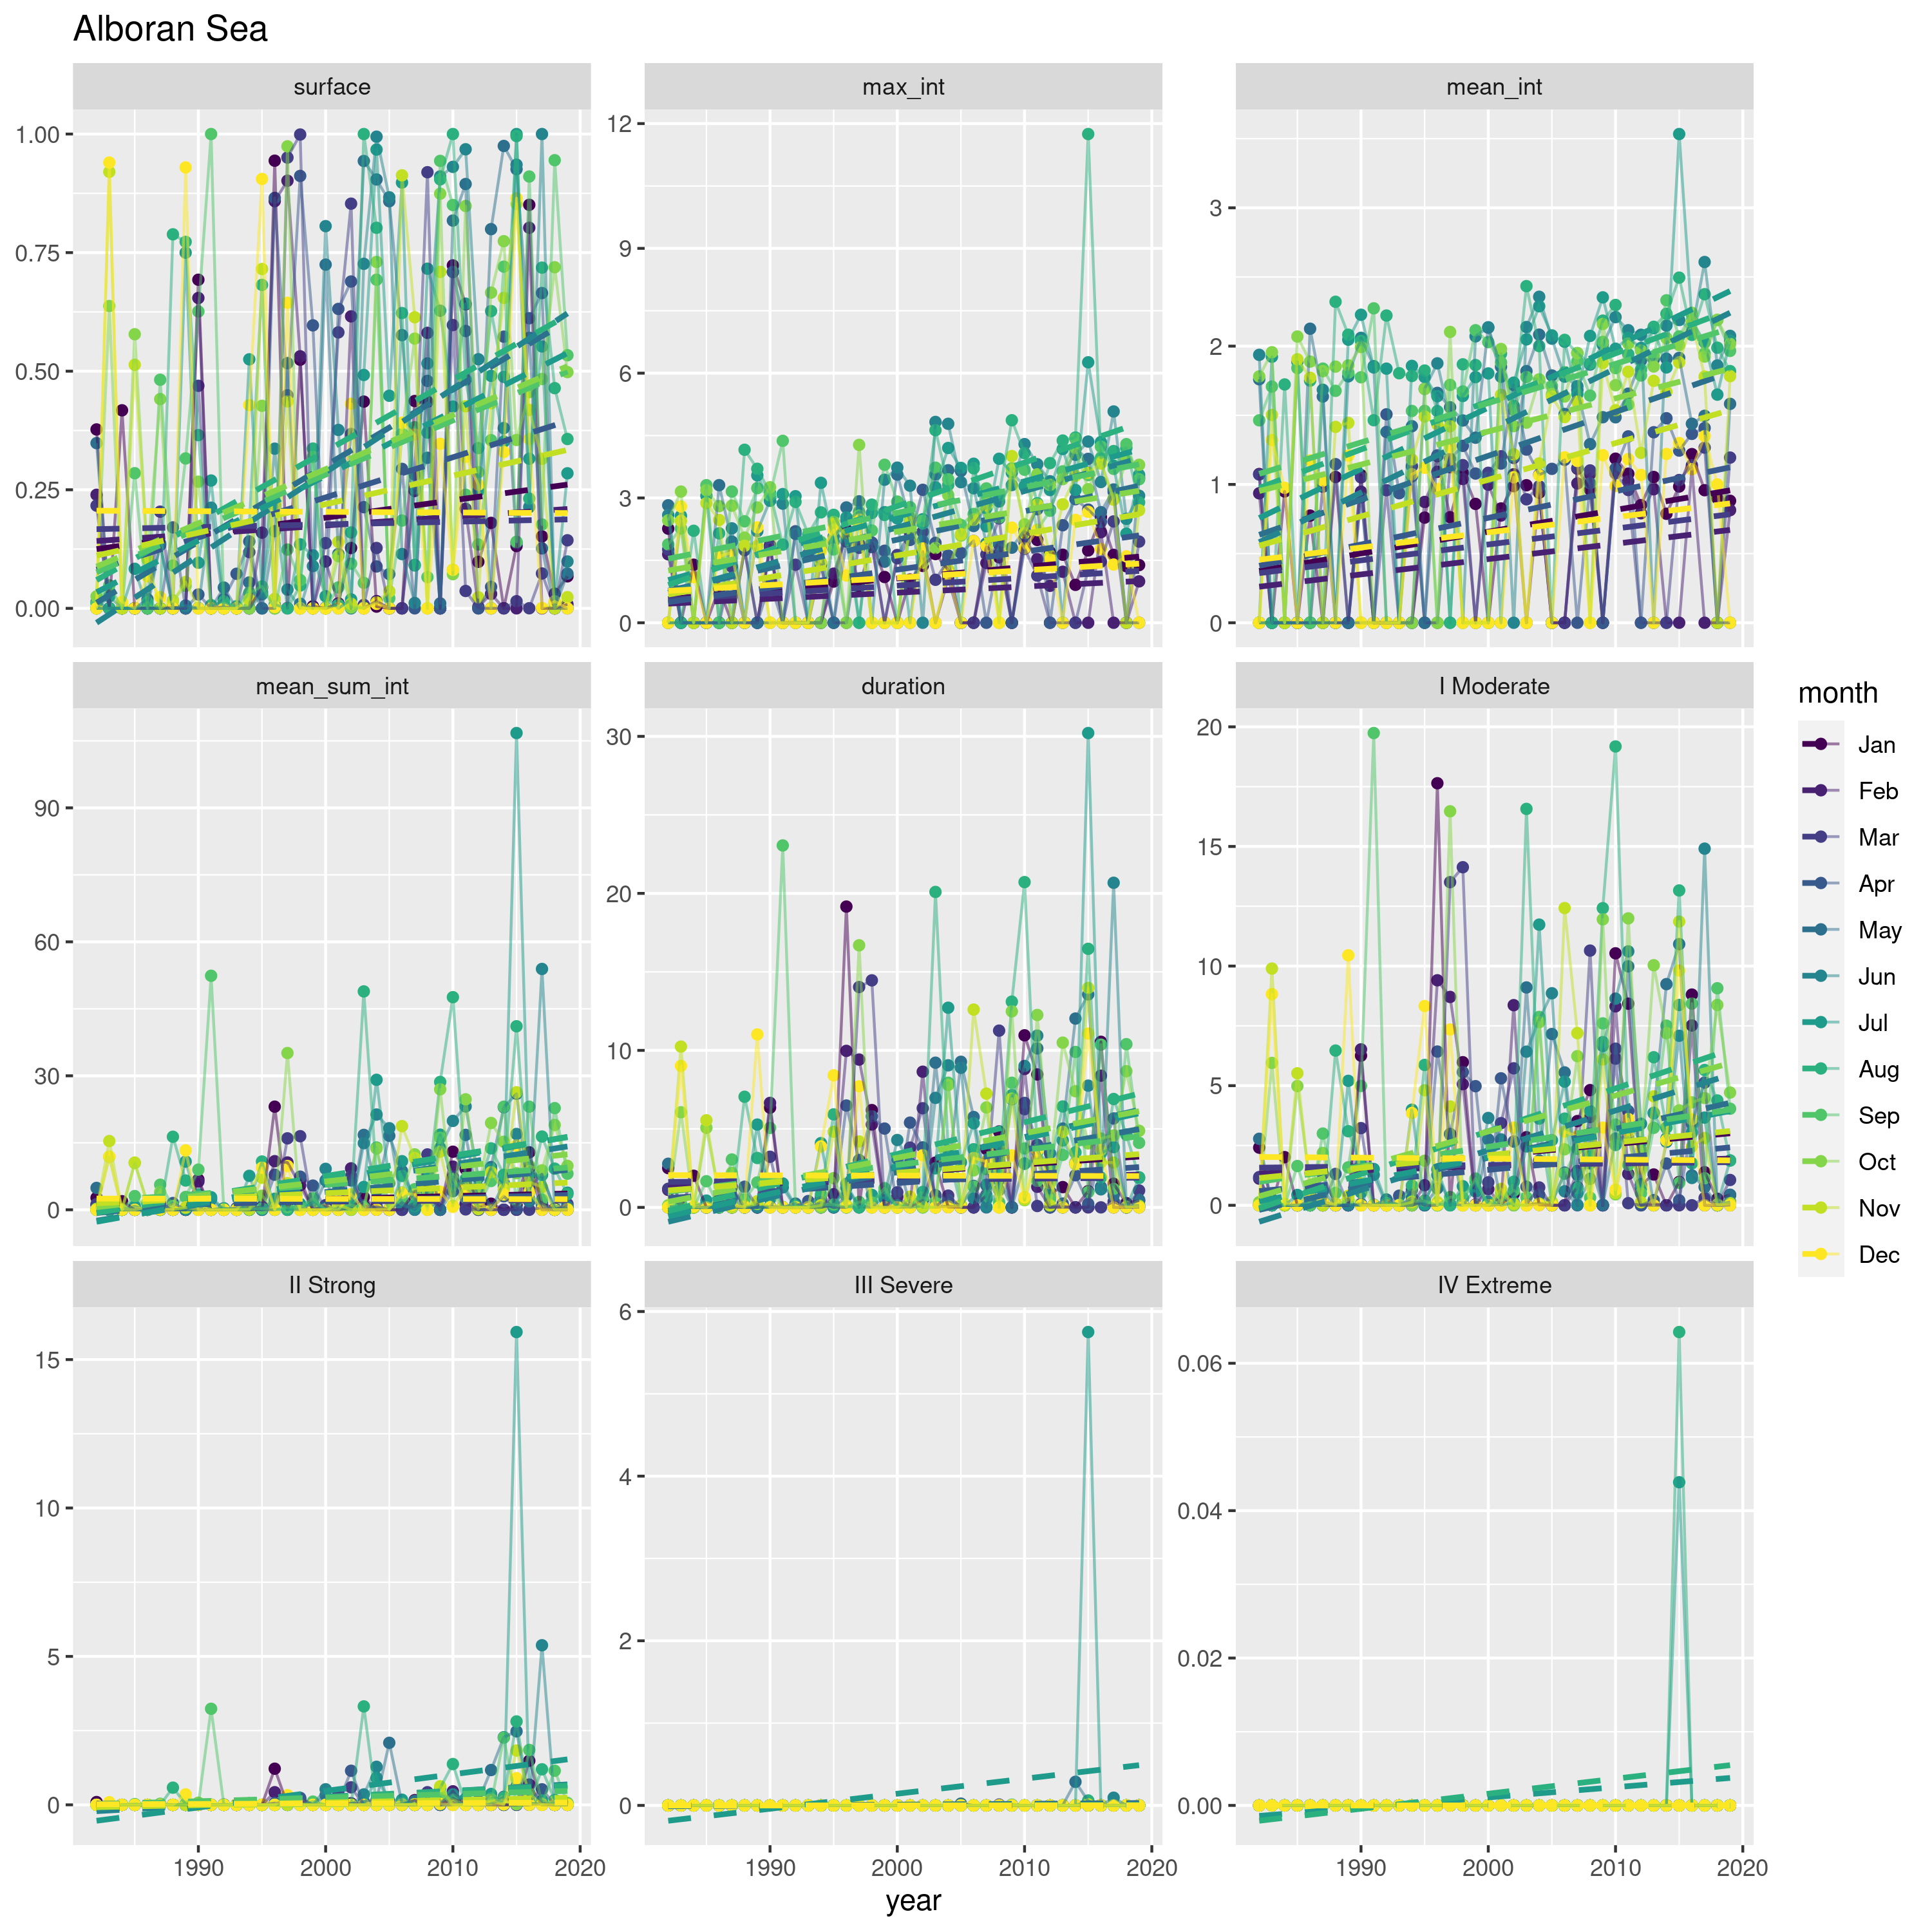 Alboran Sea
surface
max_int
mean_int
1.00
0.75
0.50
0.25
0.00
12
9
6
3
0
3
2
1
0
mean_sum_int
duration
I Moderate
90
60
30
0
30
20
10
0
20
15
10
5
0
II Strong
III Severe
IV Extreme
15
10
5
0
6
4
2
0
0.06
0.04
0.02
0.00
1990
2000
2010
2020
1990
2000
2010
2020
1990
2000
2010
2020
year
month
Jan
Feb
Mar
Apr
May
Jun
Jul
Aug
Sep
Oct
Nov
Dec